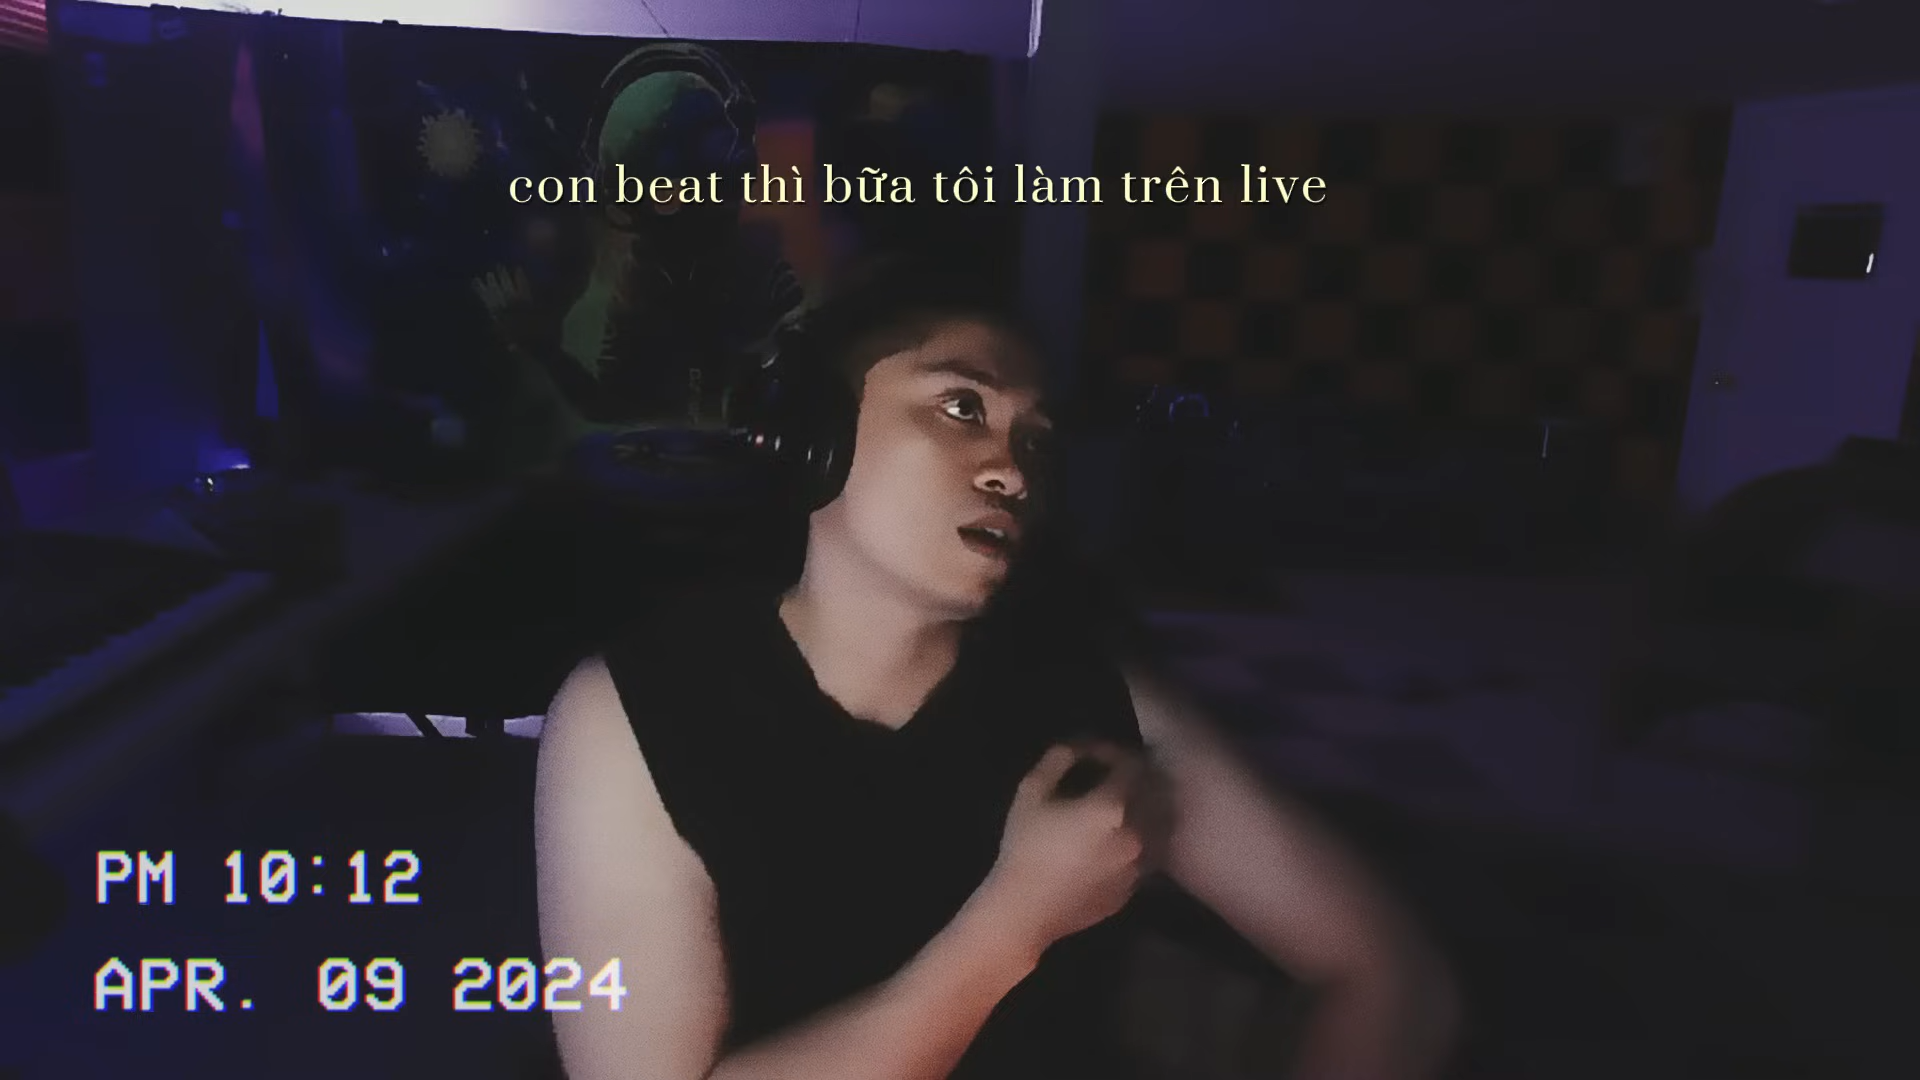 con beat thì bữa tôi làm trên live
PM 10:12
APR. 09 2024